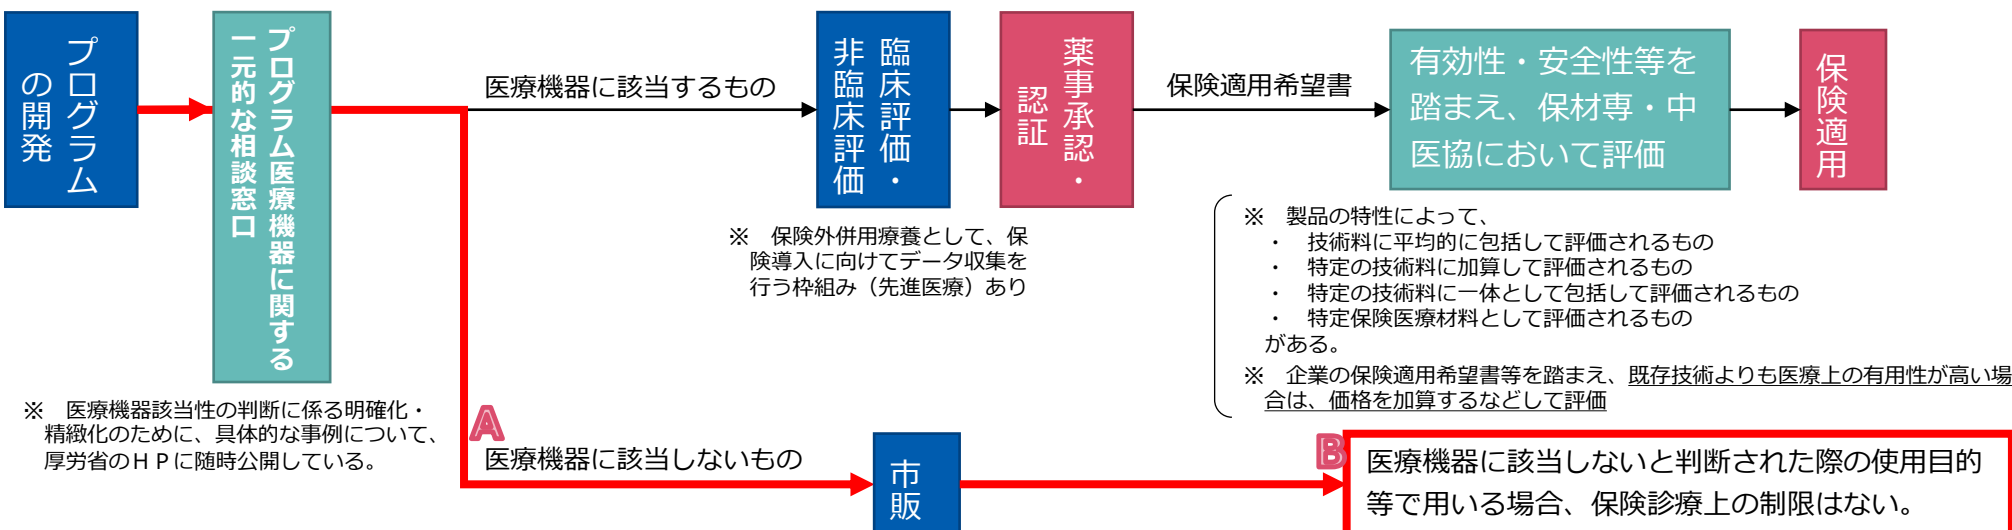 プログラム
の開発
プログラム医療機器に関する
一元的な相談窓口
※　医療機器該当性の判断に係る明確化・
精緻化のために、具体的な事例について、
厚労省のＨＰに随時公開している。
医療機器に該当するもの
臨床評価・
非臨床評価
※　保険外併用療養として、保
険導入に向けてデータ収集を
行う枠組み（先進医療）あり
薬事承認・
認証
保険適用希望書
有効性・安全性等を
踏まえ、保材専・中
医協において評価
保険適用
※　製品の特性によって、
・　技術料に平均的に包括して評価されるもの
・　特定の技術料に加算して評価されるもの
・　特定の技術料に一体として包括して評価されるもの
・　特定保険医療材料として評価されるもの
がある。
※　企業の保険適用希望書等を踏まえ、既存技術よりも医療上の有用性が高い場
合は、価格を加算するなどして評価
A
医療機器に該当しないもの
市販
B
医療機器に該当しないと判断された際の使用目的
等で用いる場合、保険診療上の制限はない。